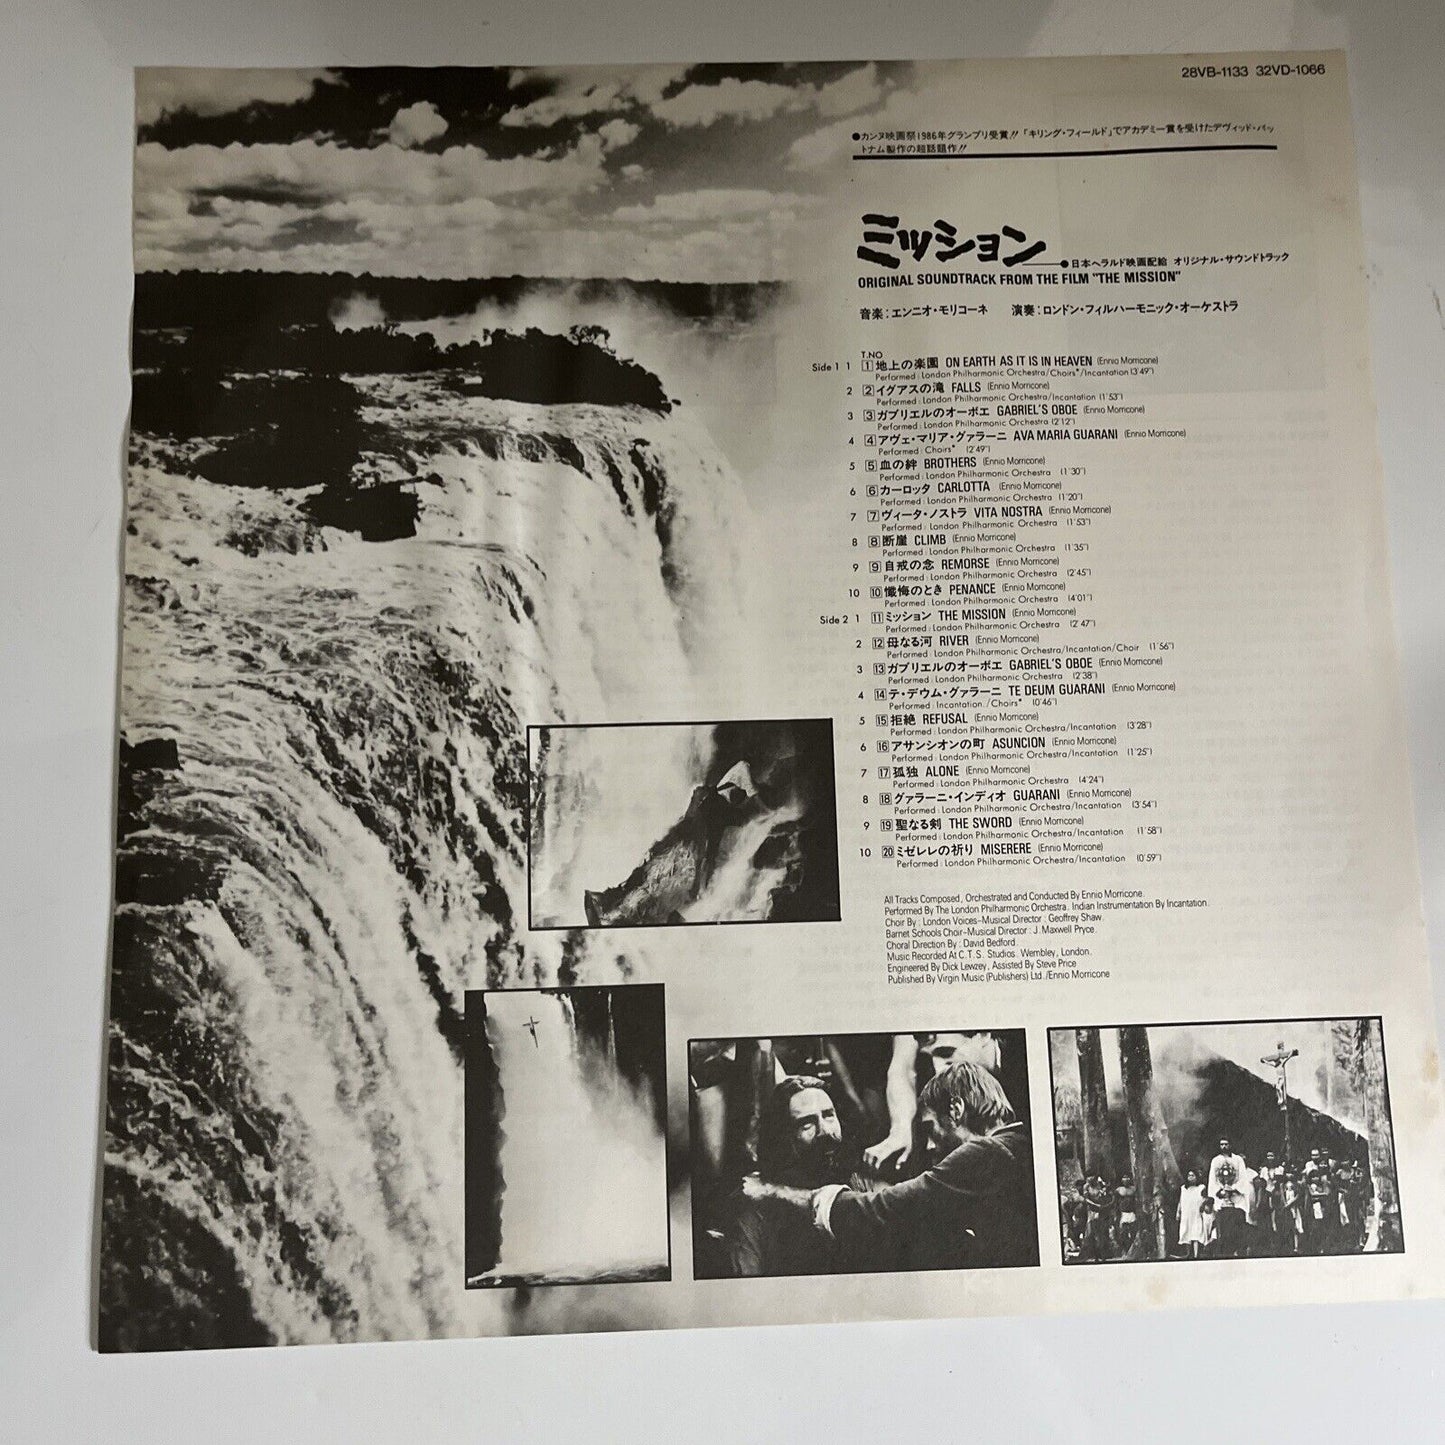 28VB-1133 32VD-1066
●カンヌ映画祭1986年グランプリ受賞!!「キリング・フィールド」でアカデミー賞を受けたデヴィッド・パッ
トナム製作の超話題作!!
ミッション
●日本ヘラルド映画配給 オリジナル・サウンドトラック
ORIGINAL SOUNDTRACK FROM THE FILM "THE MISSION"
音楽：エンニオ・モリコーネ 演奏：ロンドン・フィルハーモニック・オーケストラ
T.NO
Side 1 1 1 地上の楽園 ON EARTH AS IT IS IN HEAVEN (Ennio Morricone)
Performed : London Philharmonic Orchestra/Choirs*/Incantation (3'49")
2 2 イグアスの滝 FALLS (Ennio Morricone)
Performed : London Philharmonic Orchestra/Incantation (1'53")
3 3 ガブリエルのオーボエ GABRIEL'S OBOE (Ennio Morricone)
Performed : London Philharmonic Orchestra (2'12")
4 4 アヴェ・マリア・グァラーニ AVA MARIA GUARANI (Ennio Morricone)
Performed : Choirs* (2'49")
5 5 血の絆 BROTHERS (Ennio Morricone)
Performed : London Philharmonic Orchestra (1'30")
6 6 カーロッタ CARLOTTA (Ennio Morricone)
Performed : London Philharmonic Orchestra (1'20")
7 7 ヴィータ・ノストラ VITA NOSTRA (Ennio Morricone)
Performed : London Philharmonic Orchestra (1'53")
8 8 断崖 CLIMB (Ennio Morricone)
Performed : London Philharmonic Orchestra (1'35")
9 9 自戒の念 REMORSE (Ennio Morricone)
Performed : London Philharmonic Orchestra (2'45")
10 10 懺悔のとき PENANCE (Ennio Morricone)
Performed : London Philharmonic Orchestra (4'01")
Side 2 1 11 ミッション THE MISSION (Ennio Morricone)
Performed : London Philharmonic Orchestra (2'47")
2 12 母なる河 RIVER (Ennio Morricone)
Performed : London Philharmonic Orchestra/Incantation/Choir (1'56")
3 13 ガブリエルのオーボエ GABRIEL'S OBOE (Ennio Morricone)
Performed : London Philharmonic Orchestra (2'38")
4 14 テ・デウム・グァラーニ TE DEUM GUARANI (Ennio Morricone)
Performed : Incantation./Choirs* (0'46")
5 15 拒絶 REFUSAL (Ennio Morricone)
Performed : London Philharmonic Orchestra/Incantation (3'28")
6 16 アサンシオンの町 ASUNCION (Ennio Morricone)
Performed : London Philharmonic Orchestra/Incantation (1'25")
7 17 孤独 ALONE (Ennio Morricone)
Performed : London Philharmonic Orchestra (4'24")
8 18 グァラーニ・インディオ GUARANI (Ennio Morricone)
Performed : London Philharmonic Orchestra/Incantation (3'54")
9 19 聖なる剣 THE SWORD (Ennio Morricone)
Performed : London Philharmonic Orchestra/Incantation (1'58")
10 20 ミゼレレの祈り MISERERE (Ennio Morricone)
Performed : London Philharmonic Orchestra/Incantation (0'59")
All Tracks Composed, Orchestrated and Conducted By Ennio Morricone.
Performed By The London Philharmonic Orchestra. Indian Instrumentation By Incantation.
Choir By : London Voices-Musical Director : Geoffrey Shaw.
Barnet Schools Choir-Musical Director : J. Maxwell Pryce.
Choral Direction By : David Bedford.
Music Recorded At C.T.S. Studios. Wembley, London.
Engineered By Dick Lewzey, Assisted By Steve Price
Published By Virgin Music (Publishers) Ltd./Ennio Morricone